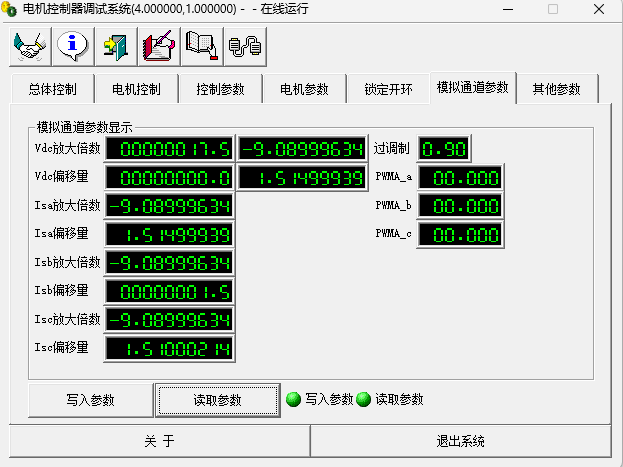 电机控制器调试系统(4.000000,1.000000) - - 在线运行
总体控制 电机控制 控制参数 电机参数 锁定开环 模拟通道参数 其他参数
模拟通道参数显示
Vdc放大倍数 00000017.5 -9.08999634 过调制 0.90
Vdc偏移量 00000000.0 1.51499939 PWMA_a 00.000
Isa放大倍数 -9.08999634 PWMA_b 00.000
Isa偏移量 1.51499939 PWMA_c 00.000
Isb放大倍数 -9.08999634
Isb偏移量 00000001.5
Isc放大倍数 -9.08999634
Isc偏移量 1.51000214
写入参数 读取参数 写入参数 读取参数
关 于 退出系统